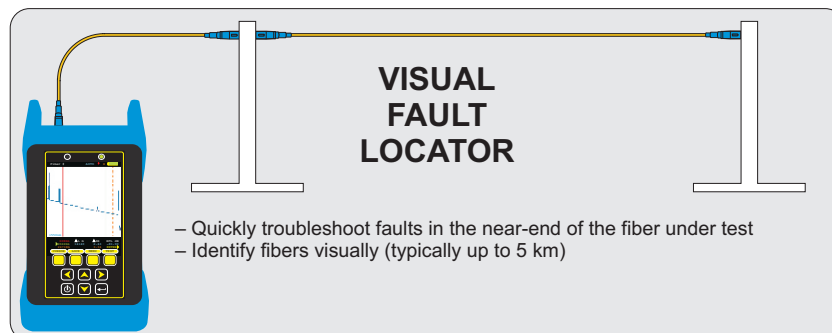 VISUAL
FAULT
LOCATOR
– Quickly troubleshoot faults in the near-end of the fiber under test
– Identify fibers visually (typically up to 5 km)